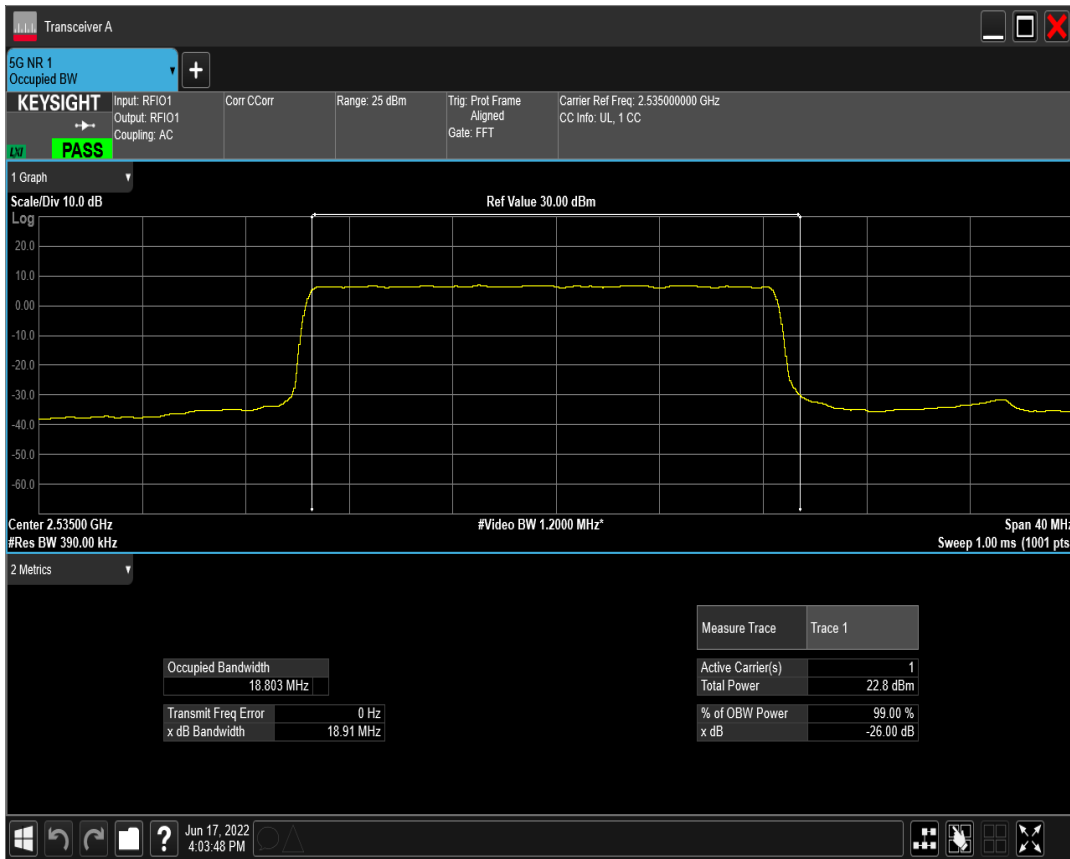 Transceiver A
5G NR 1
Occupied BW
KEYSIGHT
LXI
PASS
Input: RFIO1
Output: RFIO1
Coupling: AC
Corr CCorr
Range: 25 dBm
Trig: Prot Frame
Aligned
Gate: FFT
Carrier Ref Freq: 2.535000000 GHz
CC Info: UL, 1 CC
1 Graph
Scale/Div 10.0 dB
Ref Value 30.00 dBm
Log
20.0
10.0
0.00
-10.0
-20.0
-30.0
-40.0
-50.0
-60.0
Center 2.53500 GHz
#Video BW 1.2000 MHz*
Span 40 MHz
#Res BW 390.00 kHz
Sweep 1.00 ms (1001 pts
2 Metrics
Measure Trace Trace 1
Occupied Bandwidth
18.803 MHz
Active Carrier(s) 1
Total Power 22.8 dBm
Transmit Freq Error 0 Hz
x dB Bandwidth 18.91 MHz
% of OBW Power 99.00 %
x dB -26.00 dB
?
Jun 17, 2022
4:03:48 PM